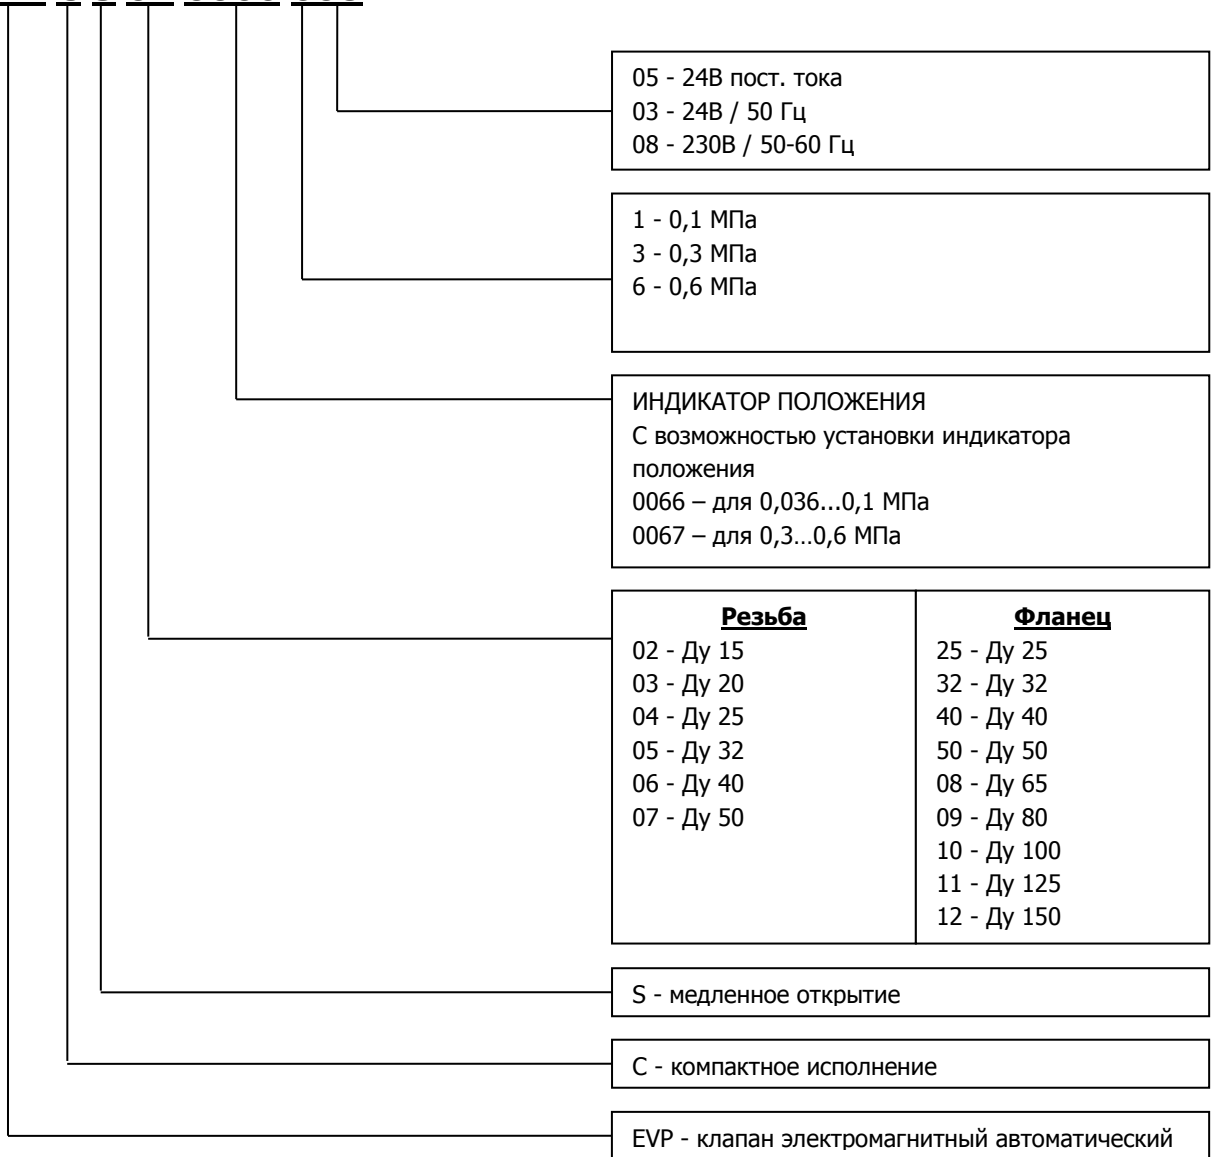 05 - 24В пост. тока
03 - 24В / 50 Гц
08 - 230В / 50-60 Гц
1 - 0,1 МПа
3 - 0,3 МПа
6 - 0,6 МПа
ИНДИКАТОР ПОЛОЖЕНИЯ
С возможностью установки индикатора
положения
0066 – для 0,036...0,1 МПа
0067 – для 0,3…0,6 МПа
Резьба
02 - Ду 15
03 - Ду 20
04 - Ду 25
05 - Ду 32
06 - Ду 40
07 - Ду 50
Фланец
25 - Ду 25
32 - Ду 32
40 - Ду 40
50 - Ду 50
08 - Ду 65
09 - Ду 80
10 - Ду 100
11 - Ду 125
12 - Ду 150
S - медленное открытие
C - компактное исполнение
EVP - клапан электромагнитный автоматический